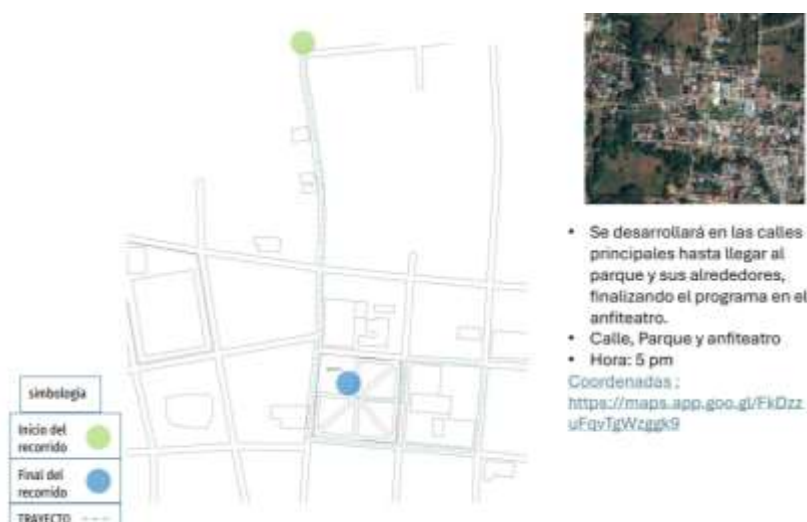 • Se desarrollará en las calles
principales hasta llegar al
parque y sus alrededores,
finalizando el programa en el
anfiteatro.
• Calle, Parque y anfiteatro
• Hora: 5 pm
Coordenadas :
https://maps.app.goo.gl/FkDzz
uFqvTgWzggk9
simbología
Inicio del
recorrido
Final del
recorrido
TRAYECTO